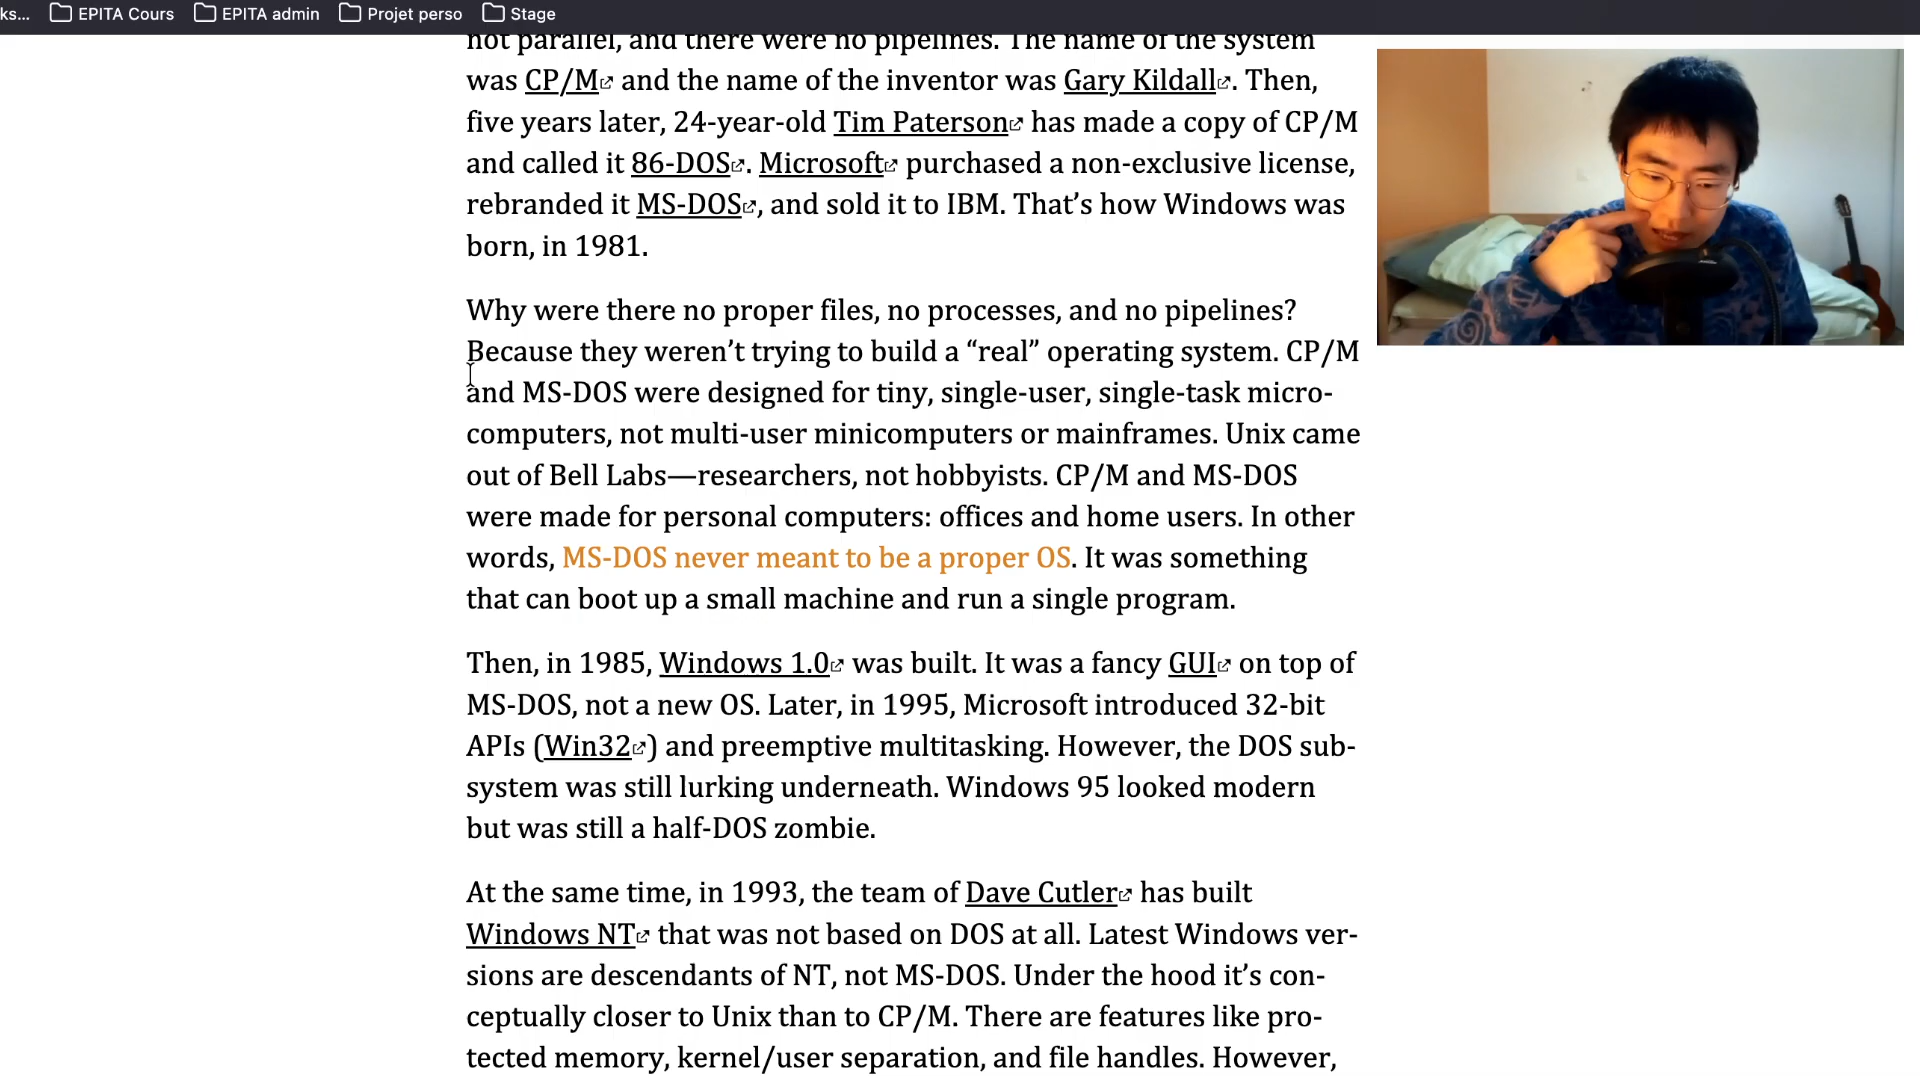 ks...
EPITA Cours
EPITA admin
Projet perso
Stage
not parallel, and there were no pipelines. The name of the system
was CP/M and the name of the inventor was Gary Kildall. Then,
five years later, 24-year-old Tim Paterson has made a copy of CP/M
and called it 86-DOS. Microsoft purchased a non-exclusive license,
rebranded it MS-DOS, and sold it to IBM. That’s how Windows was
born, in 1981.
Why were there no proper files, no processes, and no pipelines?
Because they weren’t trying to build a “real” operating system. CP/M
and MS-DOS were designed for tiny, single-user, single-task micro-
computers, not multi-user minicomputers or mainframes. Unix came
out of Bell Labs—researchers, not hobbyists. CP/M and MS-DOS
were made for personal computers: offices and home users. In other
words, MS-DOS never meant to be a proper OS. It was something
that can boot up a small machine and run a single program.
Then, in 1985, Windows 1.0 was built. It was a fancy GUI on top of
MS-DOS, not a new OS. Later, in 1995, Microsoft introduced 32-bit
APIs (Win32) and preemptive multitasking. However, the DOS sub-
system was still lurking underneath. Windows 95 looked modern
but was still a half-DOS zombie.
At the same time, in 1993, the team of Dave Cutler has built
Windows NT that was not based on DOS at all. Latest Windows ver-
sions are descendants of NT, not MS-DOS. Under the hood it’s con-
ceptually closer to Unix than to CP/M. There are features like pro-
tected memory, kernel/user separation, and file handles. However,